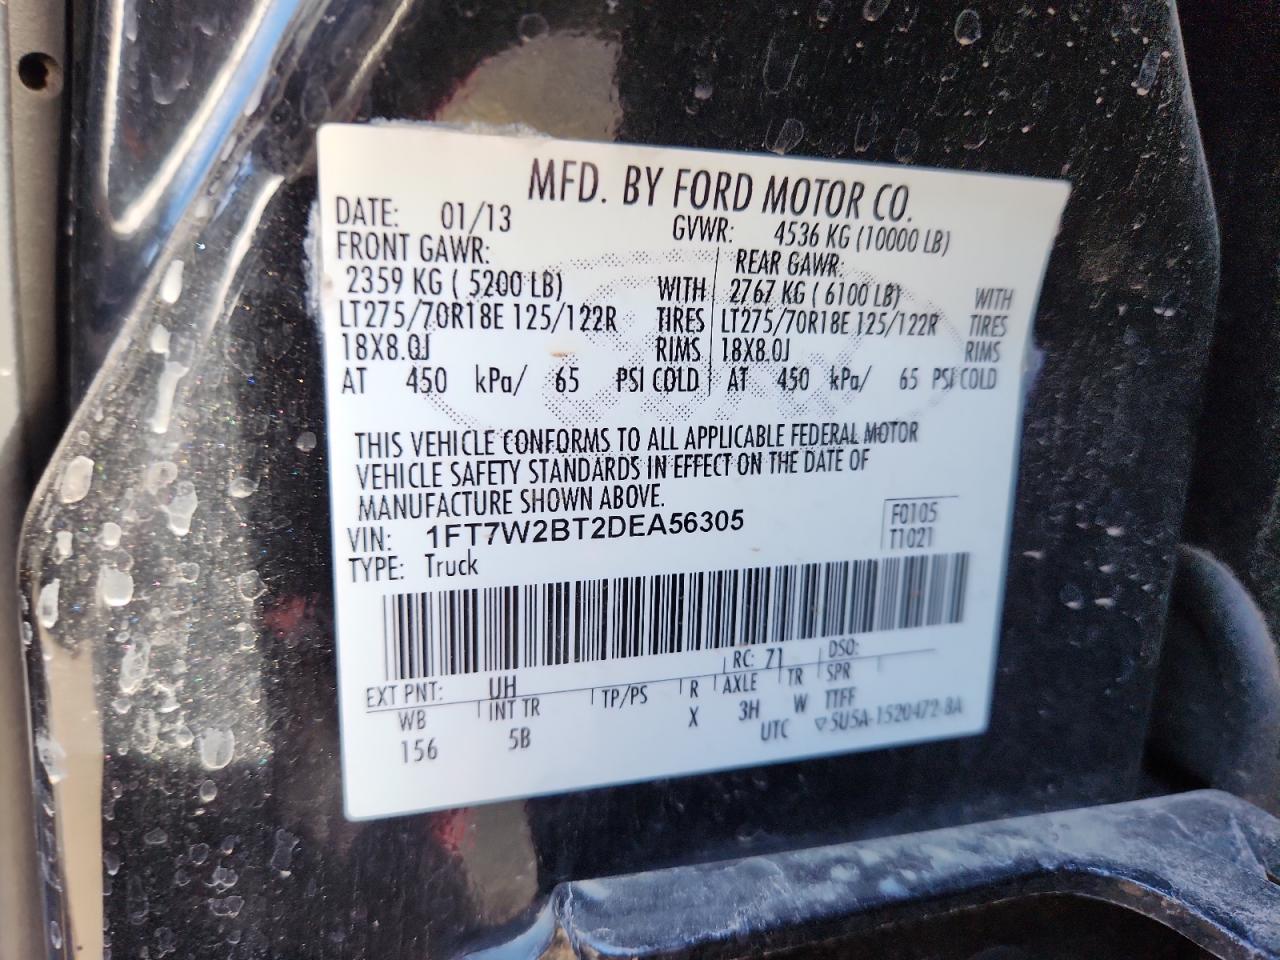 MFD. BY FORD MOTOR CO.
DATE: 01/13 GVWR: 4536 KG (10000 LB)
FRONT GAWR: REAR GAWR:
2359 KG ( 5200 LB) WITH 2767 KG ( 6100 LB) WITH
LT275/70R18E 125/122R TIRES LT275/70R18E 125/122R TIRES
18X8.0J RIMS 18X8.0J RIMS
AT 450 kPa/ 65 PSI COLD AT 450 kPa/ 65 PSI COLD
THIS VEHICLE CONFORMS TO ALL APPLICABLE FEDERAL MOTOR
VEHICLE SAFETY STANDARDS IN EFFECT ON THE DATE OF
MANUFACTURE SHOWN ABOVE.
VIN: 1FT7W2BT2DEA56305 F0105
TYPE: Truck T1021
EXT PNT: UH RC: 71 DSO:
WB INT TR TP/PS R AXLE TR SPR
156 5B X 3H W TTFF
UTC ▽5U5A-1520472-BA